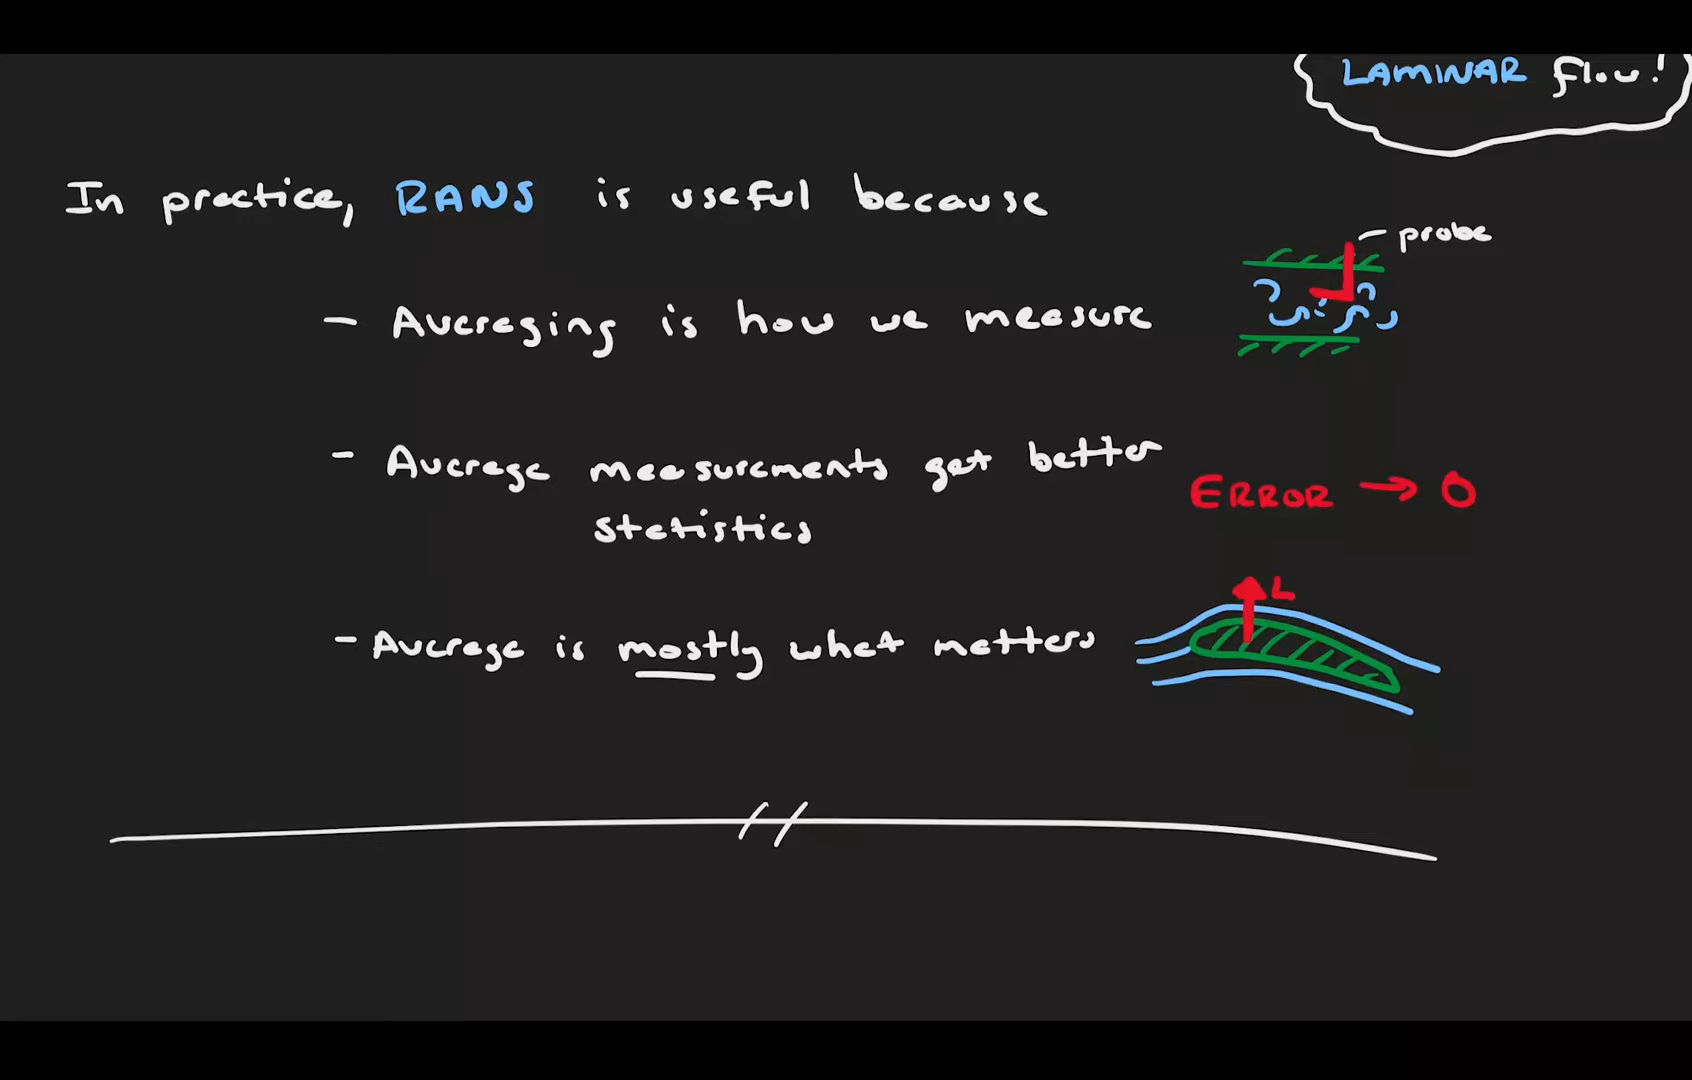 LAMINAR flow!
In practice, RANS is useful because
probe
- Averaging is how we measure
- Average measurements get better
statistics
ERROR → 0
L
- Average is mostly what matters